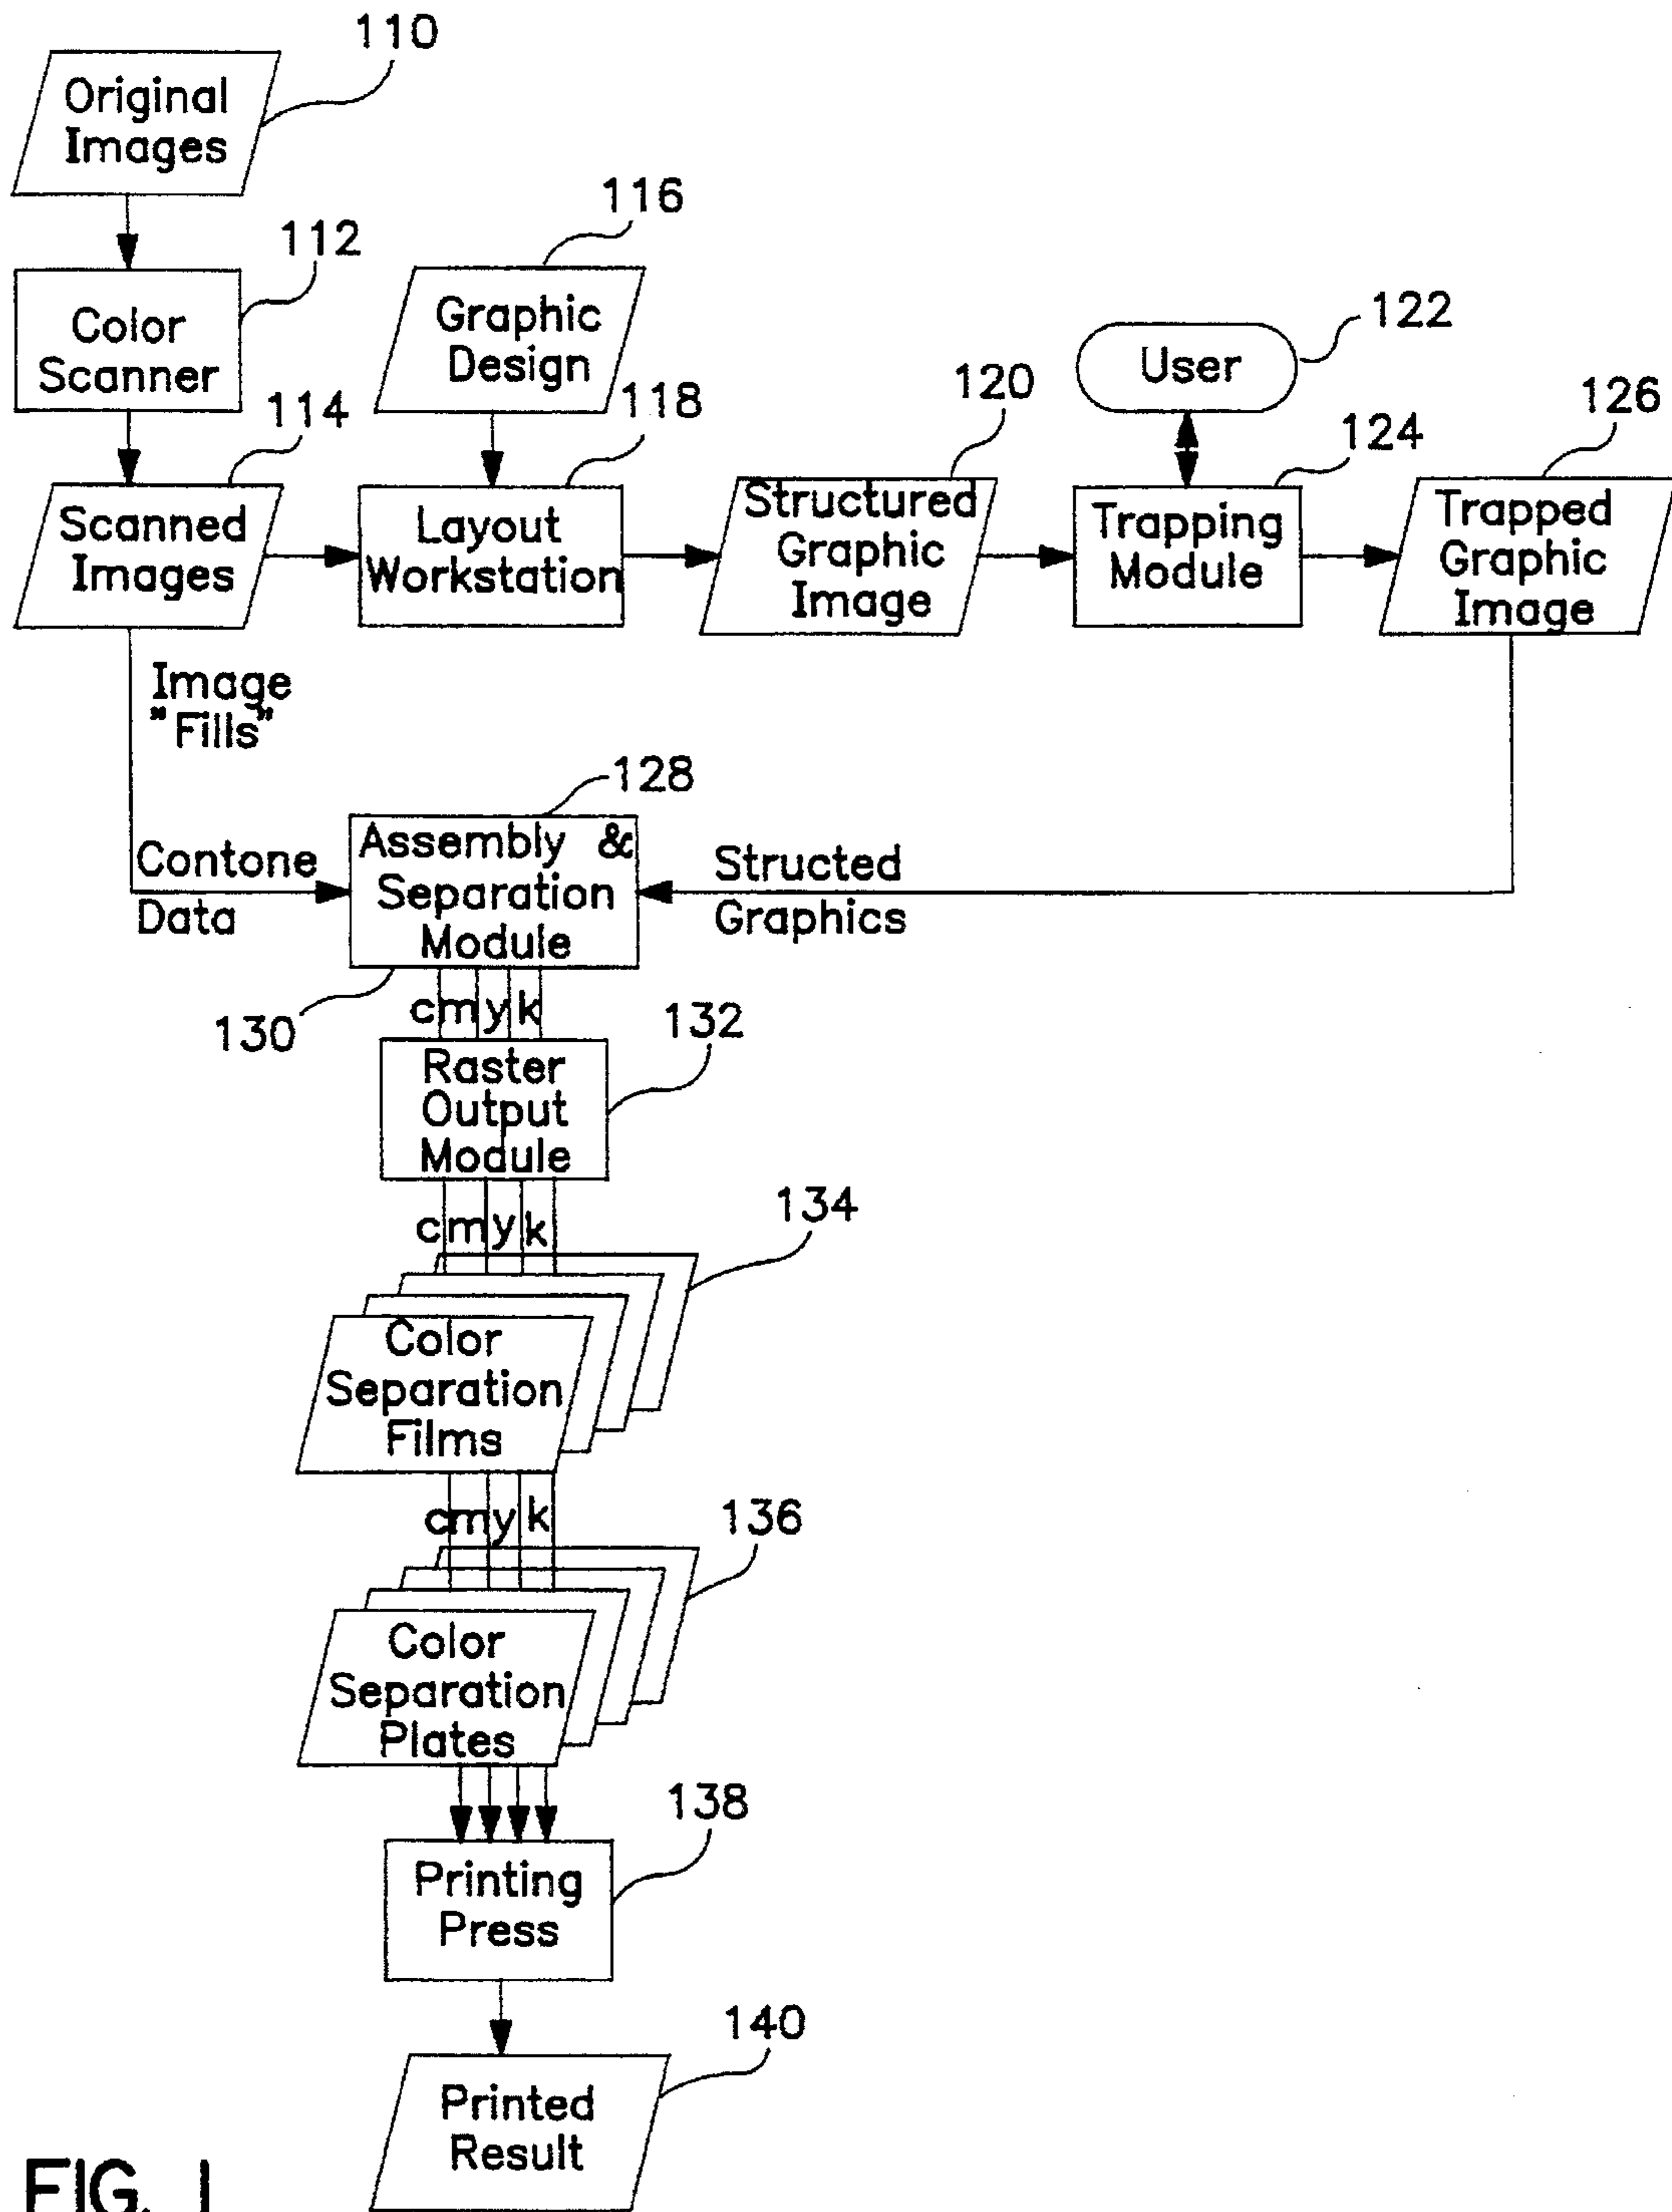 110
Original
Images
112
Color
Scanner
116
Graphic
Design
122
User
114
Scanned
Images
118
Layout
Workstation
120
Structured
Graphic
Image
124
Trapping
Module
126
Trapped
Graphic
Image
Image
"Fills"
128
Assembly &
Separation
Module
Contone
Data
Structed
Graphics
130
c m y k
132
Raster
Output
Module
c m y k
134
Color
Separation
Films
c m y k
136
Color
Separation
Plates
138
Printing
Press
140
Printed
Result
FIG. 1